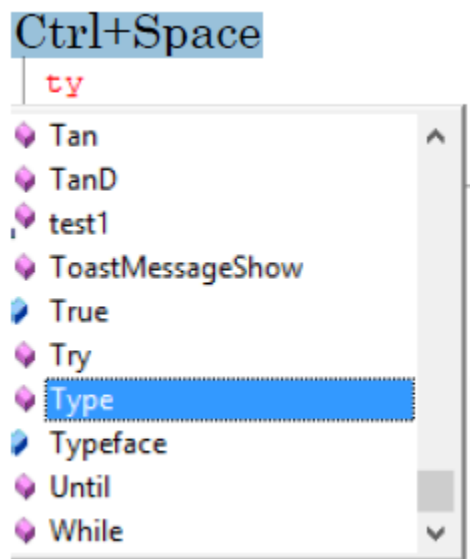 Ctrl+Space
ty
Tan
TanD
test1
ToastMessageShow
True
Try
Type
Typeface
Until
While